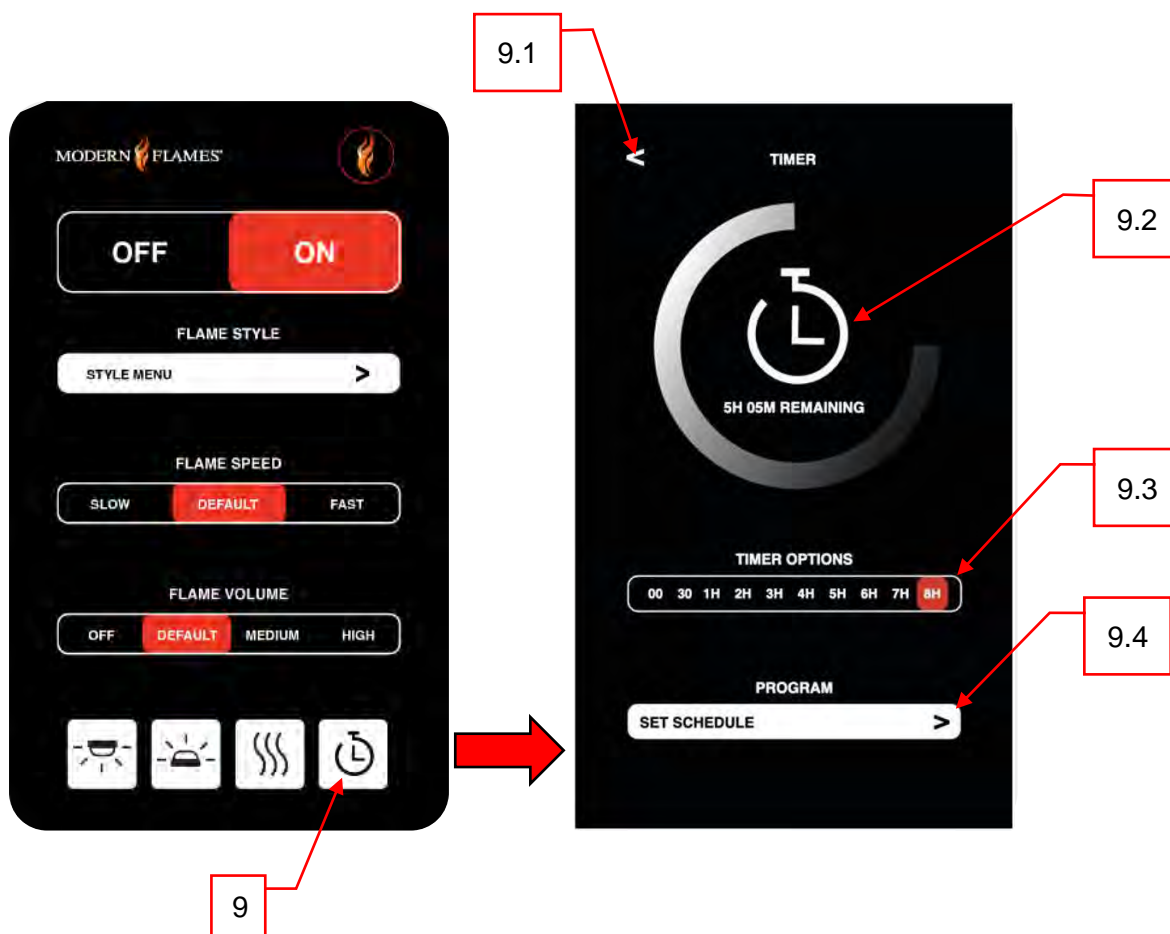 9.1
MODERN FLAMES®
OFF ON
FLAME STYLE
STYLE MENU >
FLAME SPEED
SLOW DEFAULT FAST
FLAME VOLUME
OFF DEFAULT MEDIUM HIGH
9
< TIMER
9.2
5H 05M REMAINING
9.3
TIMER OPTIONS
00 30 1H 2H 3H 4H 5H 6H 7H 8H
9.4
PROGRAM
SET SCHEDULE >